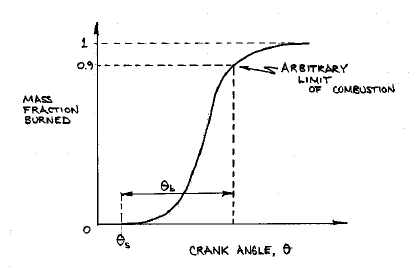 1
0.9
ARBITRARY
LIMIT
OF COMBUSTION
MASS
FRACTION
BURNED
θb
0
θs
CRANK ANGLE, θ